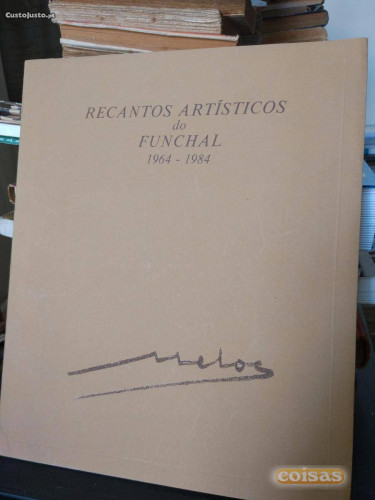 CustoJusto.pt
RECANTOS ARTÍSTICOS
do
FUNCHAL
1964 - 1984
Melos
coisas